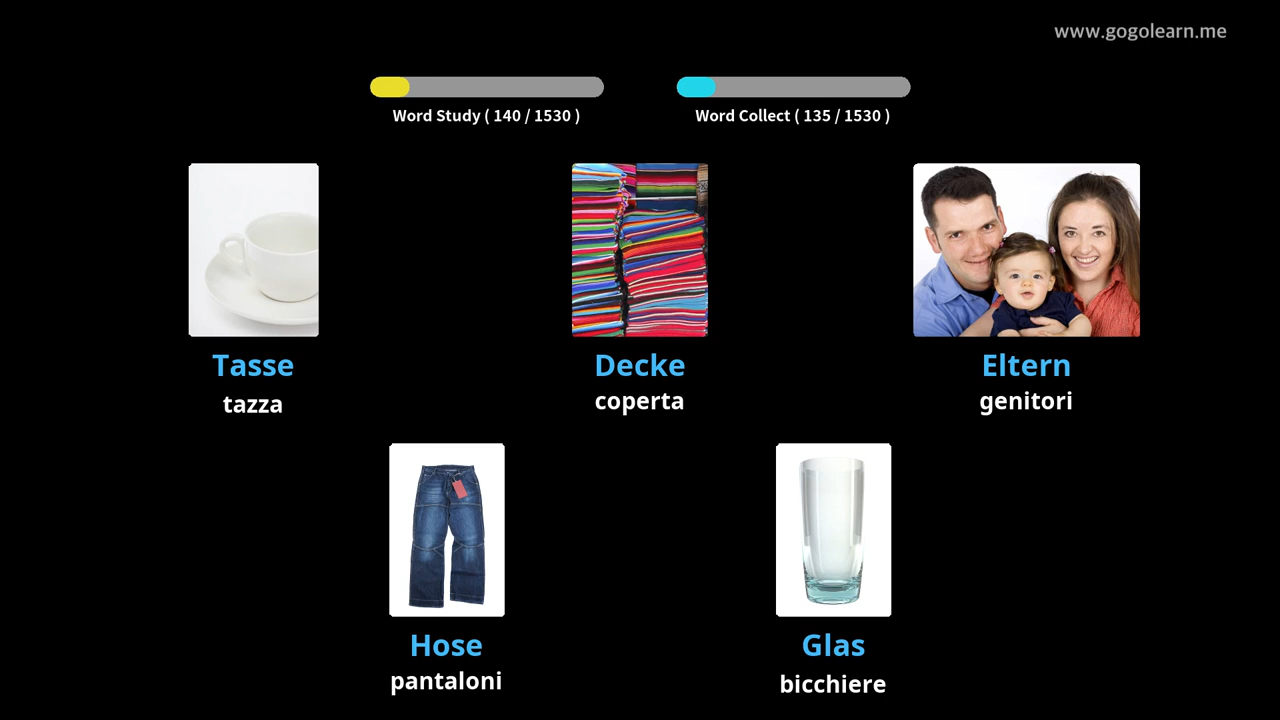 www.gogolearn.me
Word Study ( 140 / 1530 )
Word Collect ( 135 / 1530 )
Tasse
tazza
Decke
coperta
Eltern
genitori
Hose
pantaloni
Glas
bicchiere